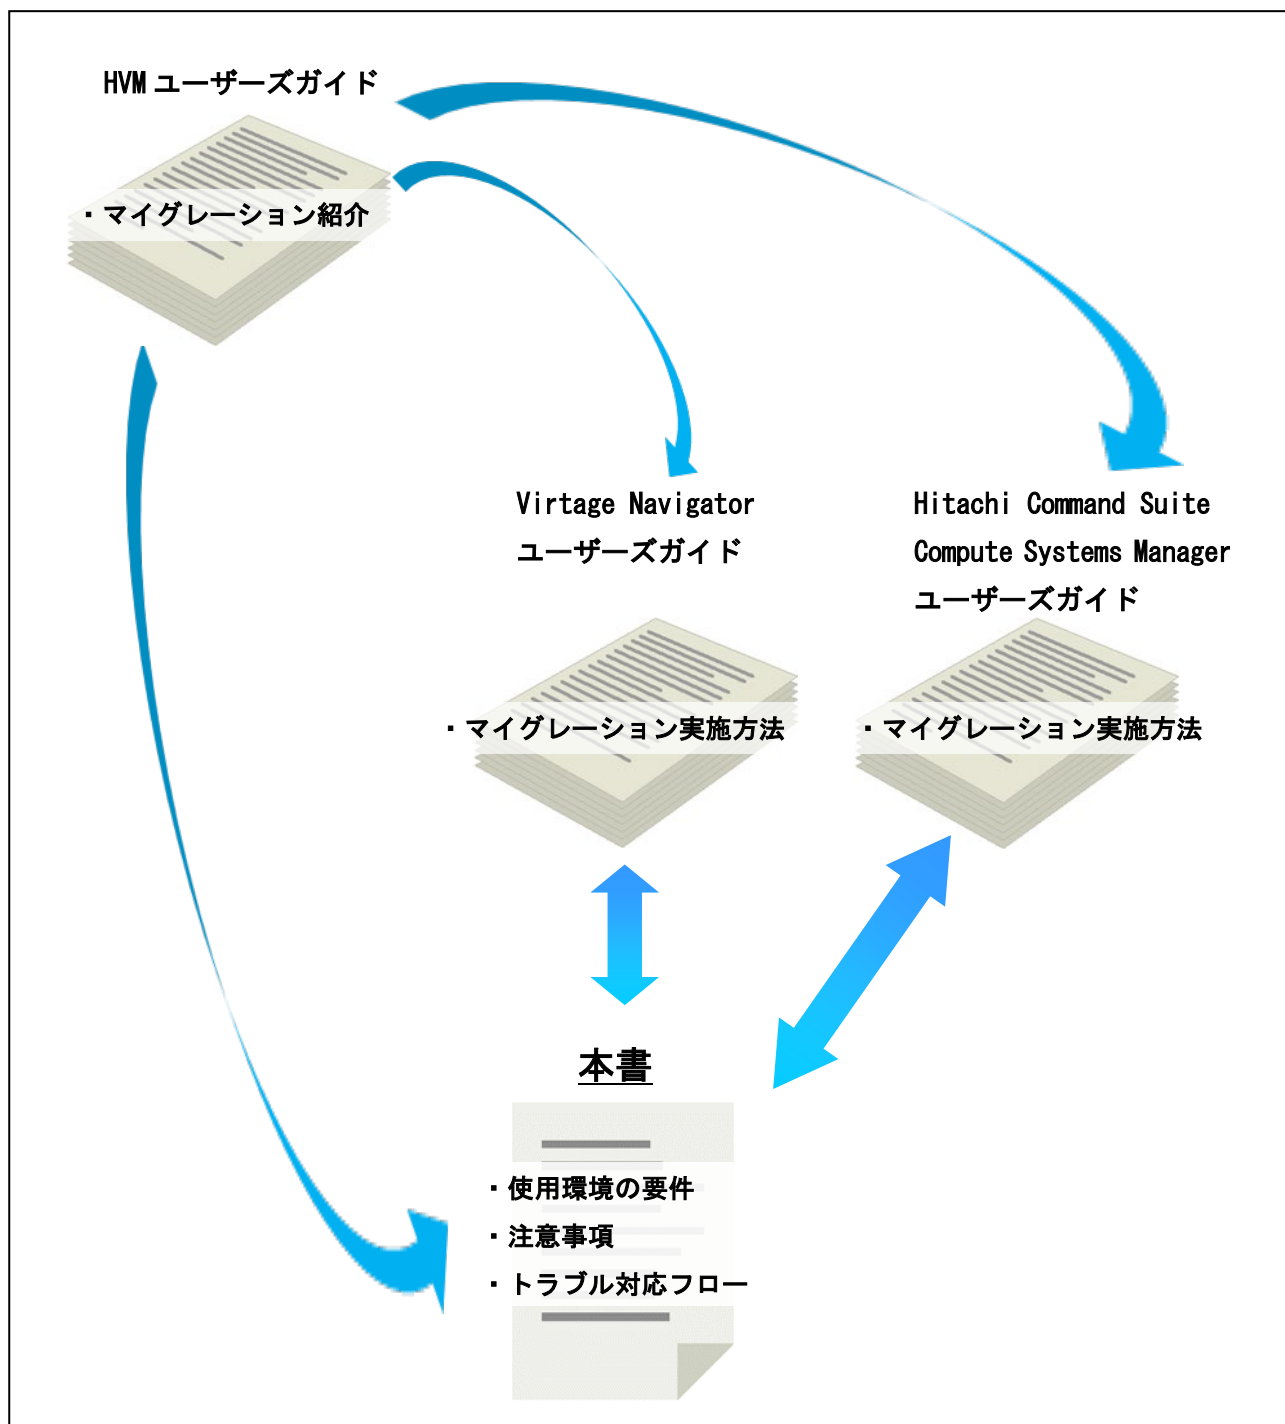 HVM ユーザーズガイド
・マイグレーション紹介
Virtage Navigator
ユーザーズガイド
・マイグレーション実施方法
Hitachi Command Suite
Compute Systems Manager
ユーザーズガイド
・マイグレーション実施方法
本書
・使用環境の要件
・注意事項
・トラブル対応フロー